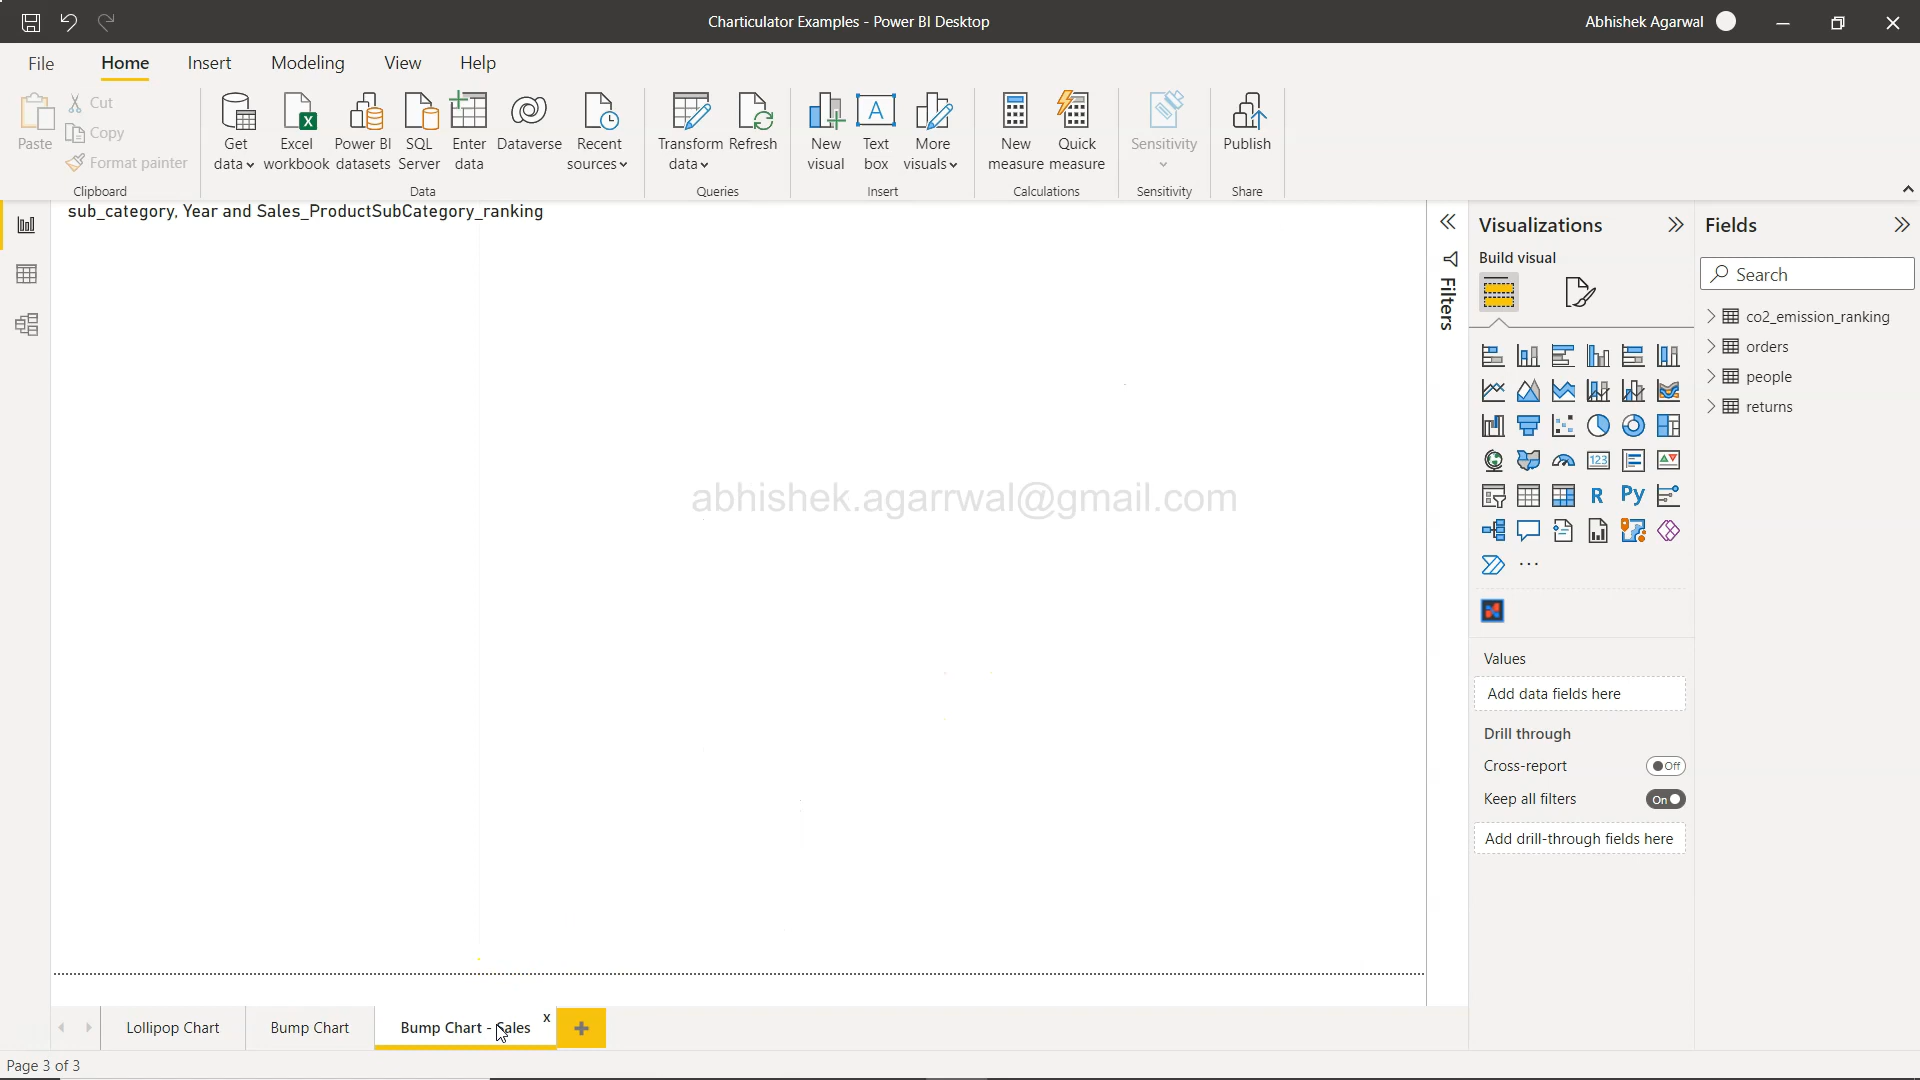 Charticulator Examples - Power BI Desktop
Abhishek Agarwal
File
Home
Insert
Modeling
View
Help
Paste
Cut
Copy
Format painter
Clipboard
Get data
Excel workbook
Power BI datasets
SQL Server
Enter data
Dataverse
Recent sources
Data
Transform data
Refresh
Queries
New visual
Text box
More visuals
Insert
New measure
Quick measure
Calculations
Sensitivity
Sensitivity
Publish
Share
sub_category, Year and Sales_ProductSubCategory_ranking
abhishek.agarrwal@gmail.com
Filters
Visualizations
Build visual
123
R
Py
...
Values
Add data fields here
Drill through
Cross-report
Off
Keep all filters
On
Add drill-through fields here
Fields
Search
co2_emission_ranking
orders
people
returns
Lollipop Chart
Bump Chart
Bump Chart - Sales
x
+
Page 3 of 3